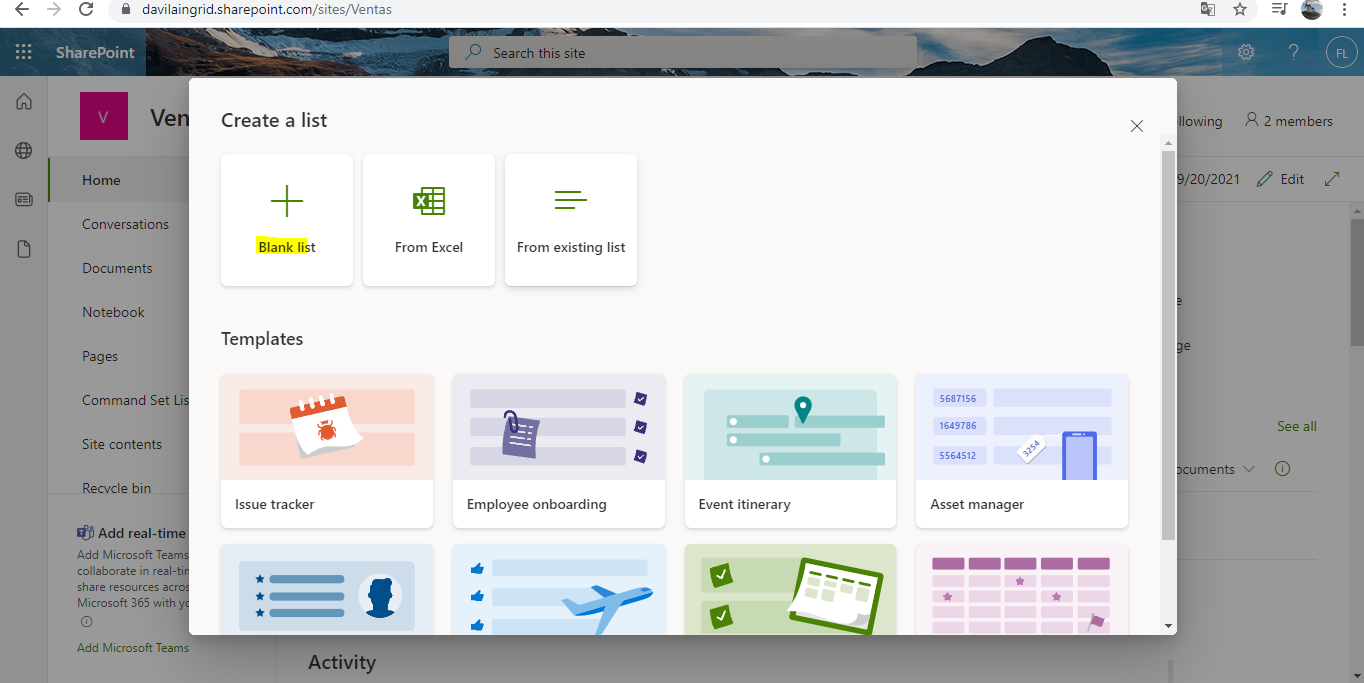 davilaingrid.sharepoint.com/sites/Ventas
SharePoint
Search this site
?
FL
V
Ven
llowing
2 members
Home
9/20/2021
Edit
Conversations
Documents
Notebook
Pages
Command Set Lis
Site contents
Recycle bin
Add real-time
Add Microsoft Teams
collaborate in real-tim
share resources across
Microsoft 365 with yo
Add Microsoft Teams
Create a list
Blank list
From Excel
From existing list
Templates
5687156
1649786
5564512
3254
Issue tracker
Employee onboarding
Event itinerary
Asset manager
e
ge
See all
ocuments
Activity